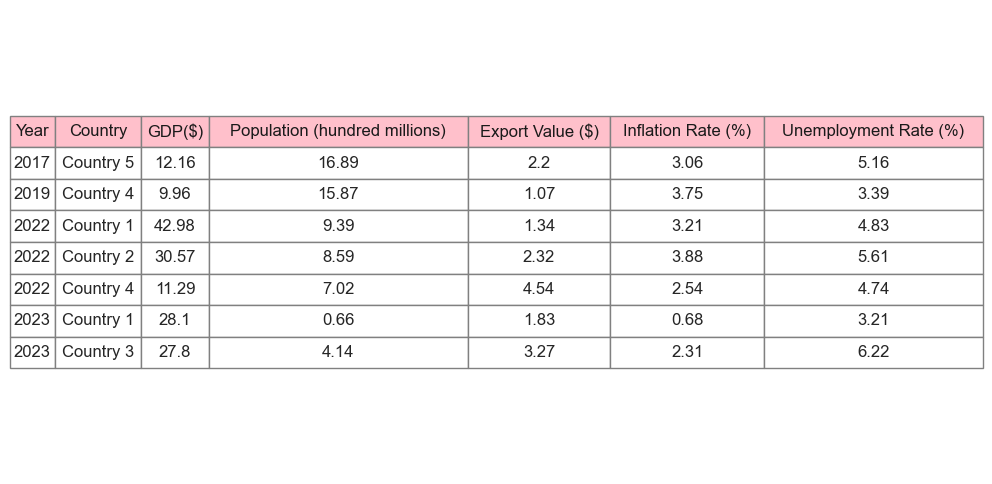 Year Country GDP($) Population (hundred millions) Export Value ($) Inflation Rate (%) Unemployment Rate (%)
2017 Country 5 12.16 16.89 2.2 3.06 5.16
2019 Country 4 9.96 15.87 1.07 3.75 3.39
2022 Country 1 42.98 9.39 1.34 3.21 4.83
2022 Country 2 30.57 8.59 2.32 3.88 5.61
2022 Country 4 11.29 7.02 4.54 2.54 4.74
2023 Country 1 28.1 0.66 1.83 0.68 3.21
2023 Country 3 27.8 4.14 3.27 2.31 6.22